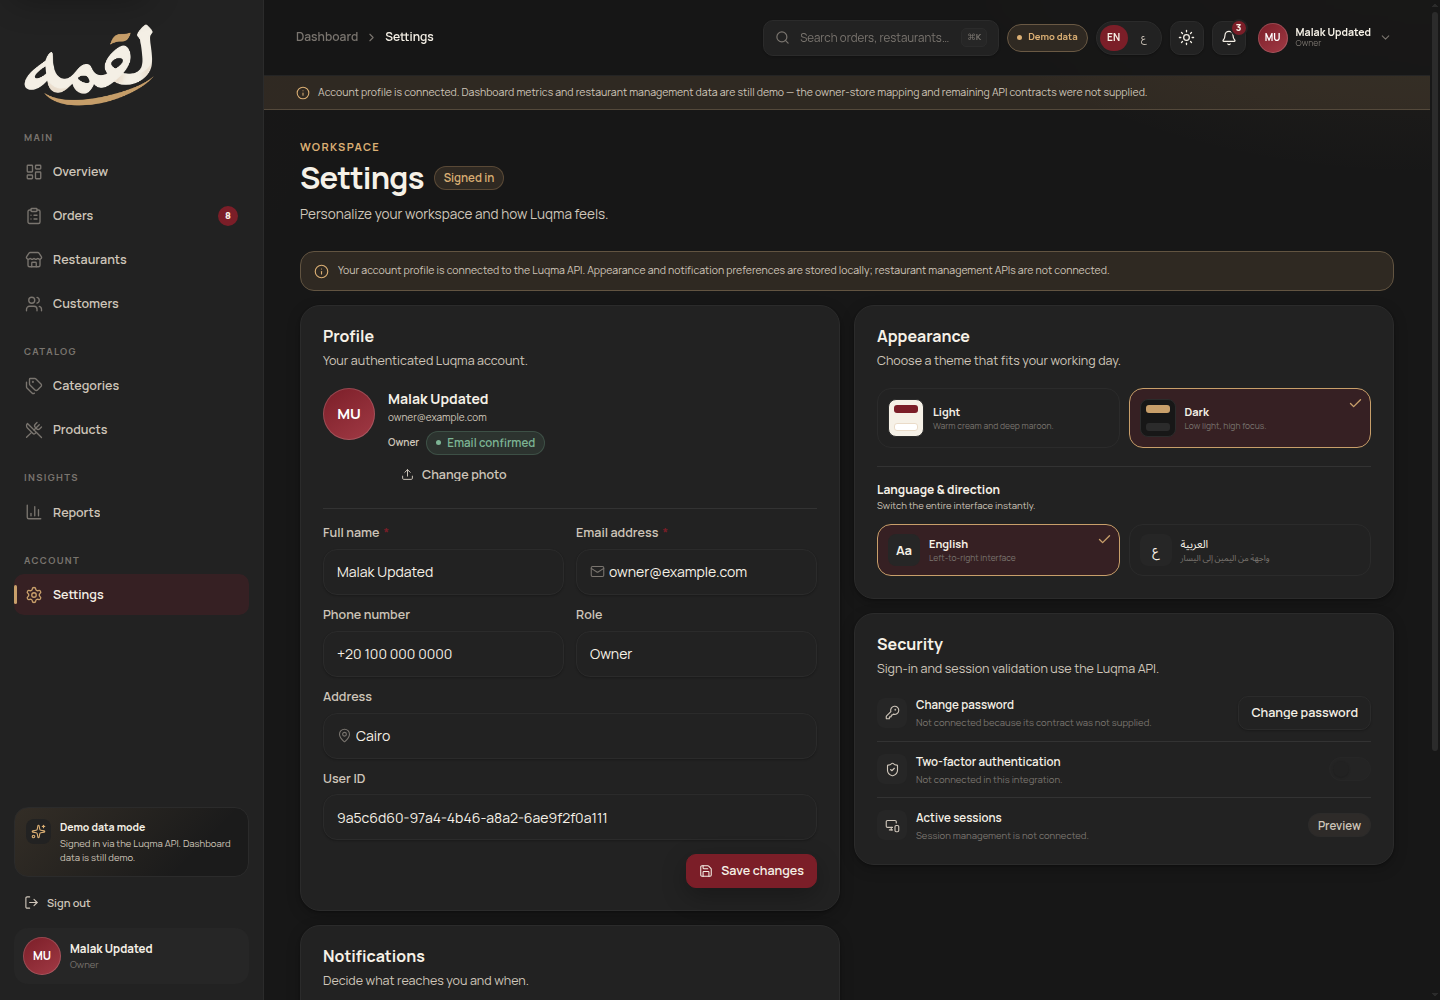 لقمه
MAIN
Overview
Orders 8
Restaurants
Customers
CATALOG
Categories
Products
INSIGHTS
Reports
ACCOUNT
Settings
Demo data mode
Signed in via the Luqma API. Dashboard
data is still demo.
Sign out
MU
Malak Updated
Owner
Dashboard > Settings
Search orders, restaurants... ⌘K
Demo data
EN ع
3
MU
Malak Updated
Owner
Account profile is connected. Dashboard metrics and restaurant management data are still demo — the owner-store mapping and remaining API contracts were not supplied.
WORKSPACE
Settings Signed in
Personalize your workspace and how Luqma feels.
Your account profile is connected to the Luqma API. Appearance and notification preferences are stored locally; restaurant management APIs are not connected.
Profile
Your authenticated Luqma account.
MU
Malak Updated
owner@example.com
Owner Email confirmed
Change photo
Full name *
Malak Updated
Email address *
owner@example.com
Phone number
+20 100 000 0000
Role
Owner
Address
Cairo
User ID
9a5c6d60-97a4-4b46-a8a2-6ae9f2f0a111
Save changes
Notifications
Decide what reaches you and when.
Appearance
Choose a theme that fits your working day.
Light
Warm cream and deep maroon.
Dark
Low light, high focus.
Language & direction
Switch the entire interface instantly.
Aa
English
Left-to-right interface
ع
العربية
واجهة من اليمين إلى اليسار
Security
Sign-in and session validation use the Luqma API.
Change password
Not connected because its contract was not supplied.
Change password
Two-factor authentication
Not connected in this integration.
Active sessions
Session management is not connected.
Preview